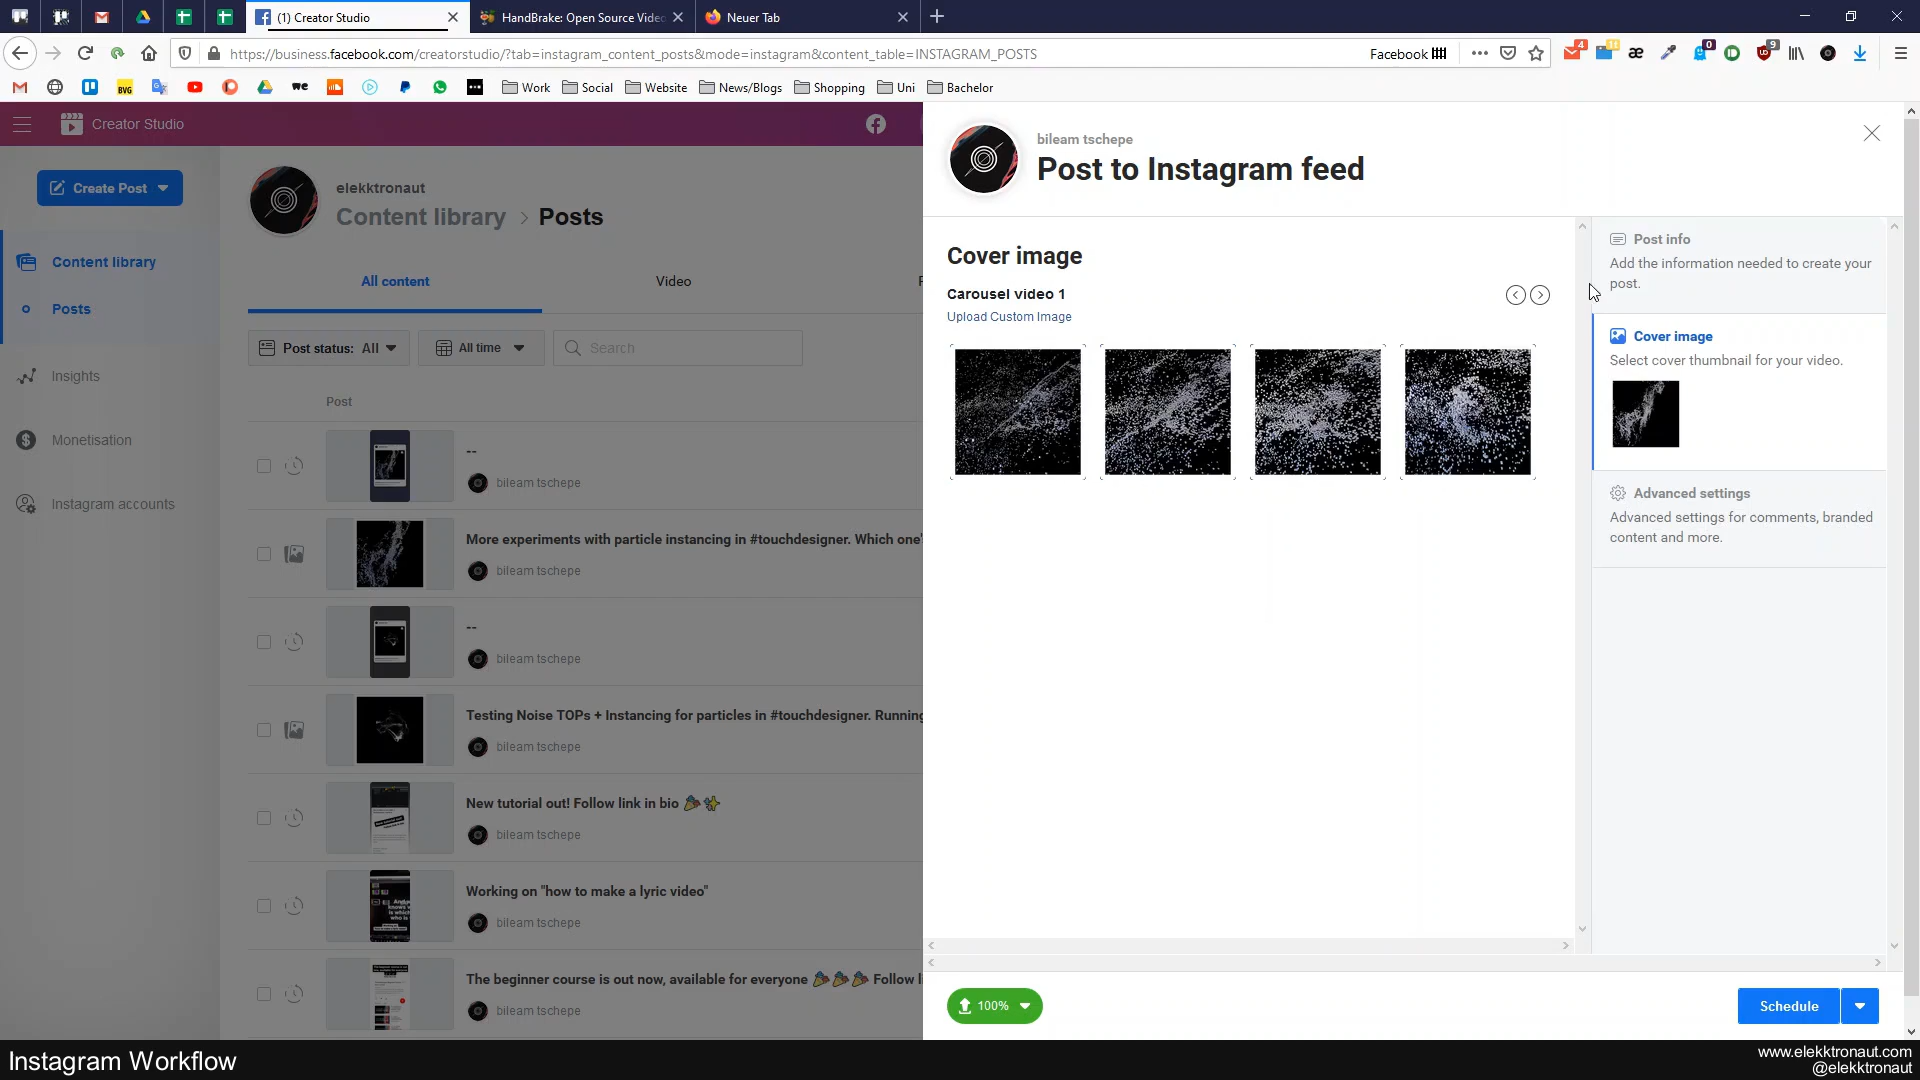 (1) Creator Studio
HandBrake: Open Source Video
Neuer Tab
https://business.facebook.com/creatorstudio/?tab=instagram_content_posts&mode=instagram&content_table=INSTAGRAM_POSTS
Facebook
4
0
9
BVG
we
Work
Social
Website
News/Blogs
Shopping
Uni
Bachelor
Creator Studio
Create Post
Content library
Posts
Insights
Monetisation
Instagram accounts
elekktronaut
Content library > Posts
All content
Video
Post status: All
All time
Search
Post
--
bileam tschepe
More experiments with particle instancing in #touchdesigner. Which one'
bileam tschepe
--
bileam tschepe
Testing Noise TOPs + Instancing for particles in #touchdesigner. Running
bileam tschepe
New tutorial out! Follow link in bio 🎉✨
bileam tschepe
Working on "how to make a lyric video"
bileam tschepe
The beginner course is out now, available for everyone 🎉🎉🎉 Follow l
bileam tschepe
bileam tschepe
Post to Instagram feed
Cover image
Carousel video 1
Upload Custom Image
Post info
Add the information needed to create your
post.
Cover image
Select cover thumbnail for your video.
Advanced settings
Advanced settings for comments, branded
content and more.
100%
Schedule
Instagram Workflow
www.elekktronaut.com
@elekktronaut